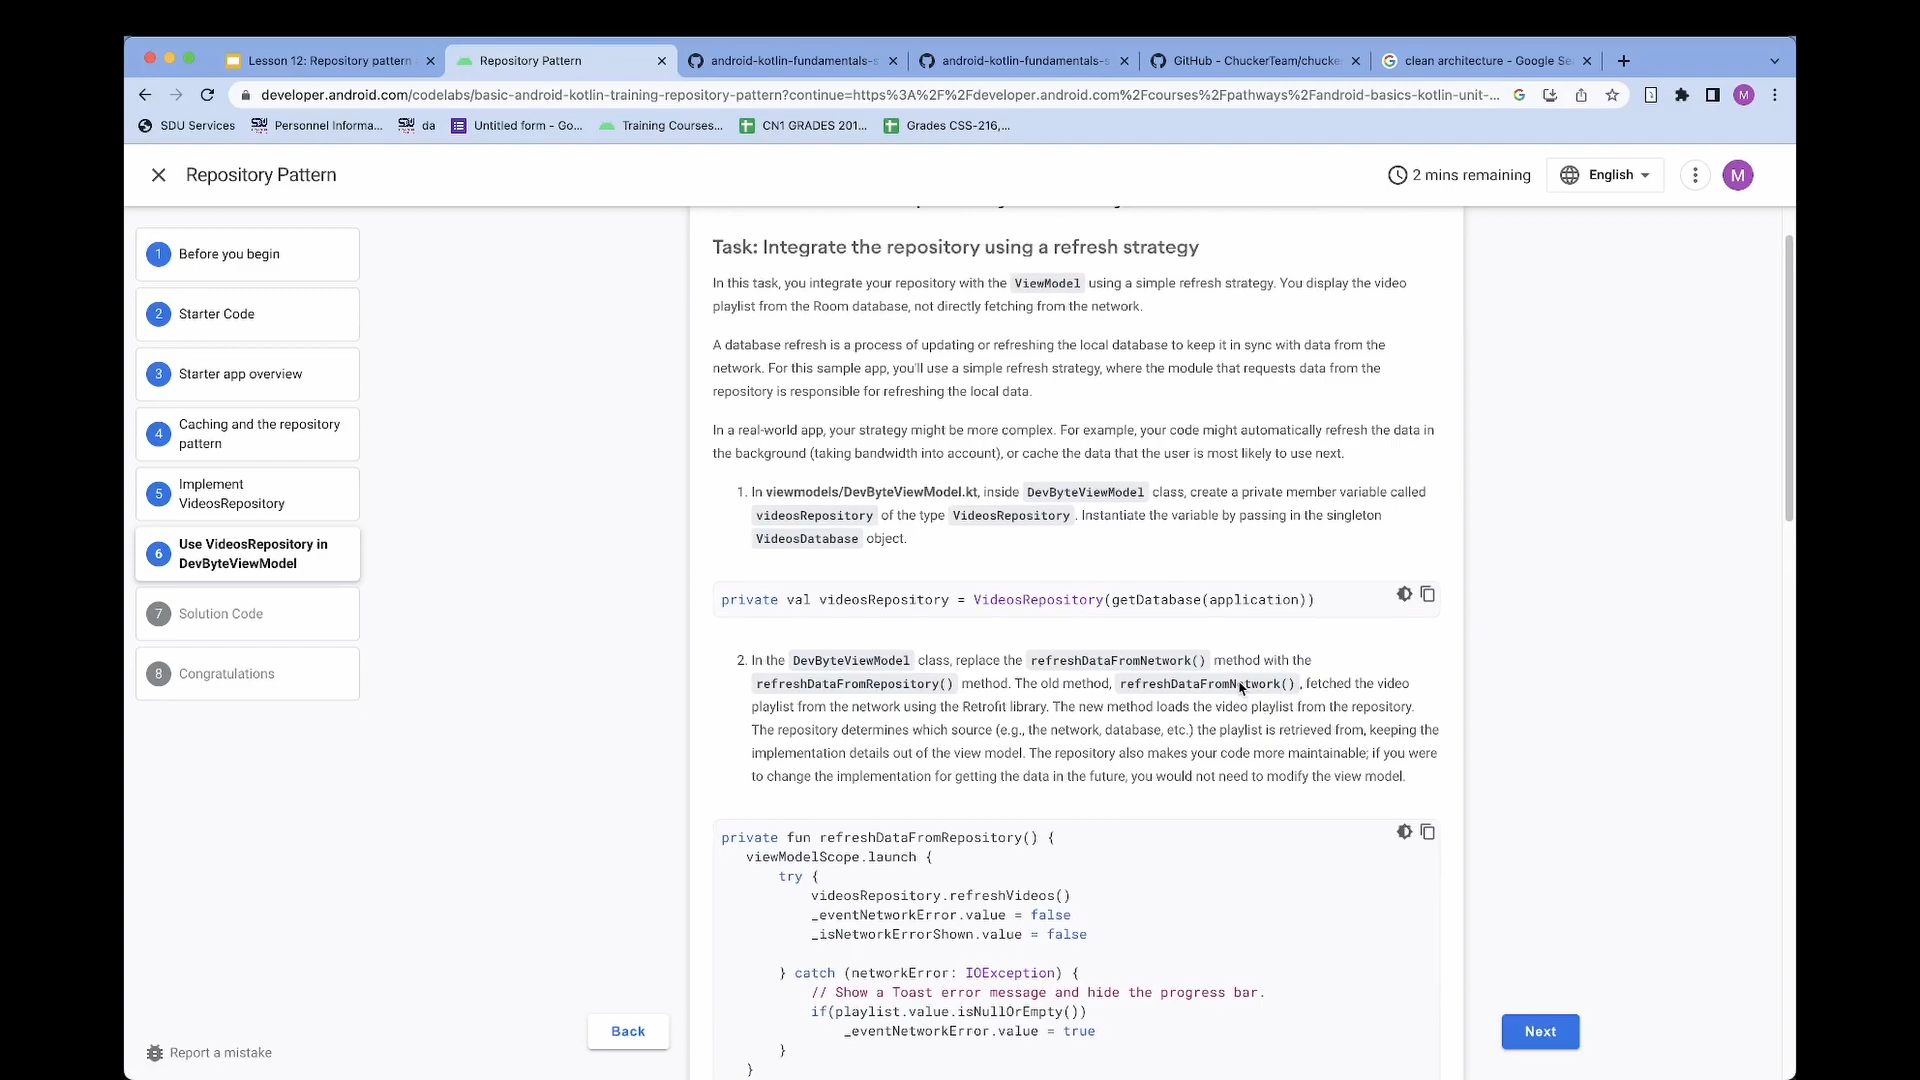 Lesson 12: Repository pattern
Repository Pattern
android-kotlin-fundamentals-s
android-kotlin-fundamentals-s
GitHub - ChuckerTeam/chucke
clean architecture - Google Se
developer.android.com/codelabs/basic-android-kotlin-training-repository-pattern?continue=https%3A%2F%2Fdeveloper.android.com%2Fcourses%2Fpathways%2Fandroid-basics-kotlin-unit-...
M
SDU Services
Personnel Informa...
da
Untitled form - Go...
Training Courses...
CN1 GRADES 201...
Grades CSS-216,...
Repository Pattern
2 mins remaining
English
M
1 Before you begin
2 Starter Code
3 Starter app overview
4 Caching and the repository
pattern
5 Implement
VideosRepository
6 Use VideosRepository in
DevByteViewModel
7 Solution Code
8 Congratulations
Report a mistake
Task: Integrate the repository using a refresh strategy
In this task, you integrate your repository with the ViewModel using a simple refresh strategy. You display the video
playlist from the Room database, not directly fetching from the network.
A database refresh is a process of updating or refreshing the local database to keep it in sync with data from the
network. For this sample app, you'll use a simple refresh strategy, where the module that requests data from the
repository is responsible for refreshing the local data.
In a real-world app, your strategy might be more complex. For example, your code might automatically refresh the data in
the background (taking bandwidth into account), or cache the data that the user is most likely to use next.
1. In viewmodels/DevByteViewModel.kt, inside DevByteViewModel class, create a private member variable called
videosRepository of the type VideosRepository. Instantiate the variable by passing in the singleton
VideosDatabase object.
private val videosRepository = VideosRepository(getDatabase(application))
2. In the DevByteViewModel class, replace the refreshDataFromNetwork() method with the
refreshDataFromRepository() method. The old method, refreshDataFromNetwork(), fetched the video
playlist from the network using the Retrofit library. The new method loads the video playlist from the repository.
The repository determines which source (e.g., the network, database, etc.) the playlist is retrieved from, keeping the
implementation details out of the view model. The repository also makes your code more maintainable; if you were
to change the implementation for getting the data in the future, you would not need to modify the view model.
private fun refreshDataFromRepository() {
viewModelScope.launch {
try {
videosRepository.refreshVideos()
_eventNetworkError.value = false
_isNetworkErrorShown.value = false
} catch (networkError: IOException) {
// Show a Toast error message and hide the progress bar.
if(playlist.value.isNullOrEmpty())
_eventNetworkError.value = true
}
}
Back
Next